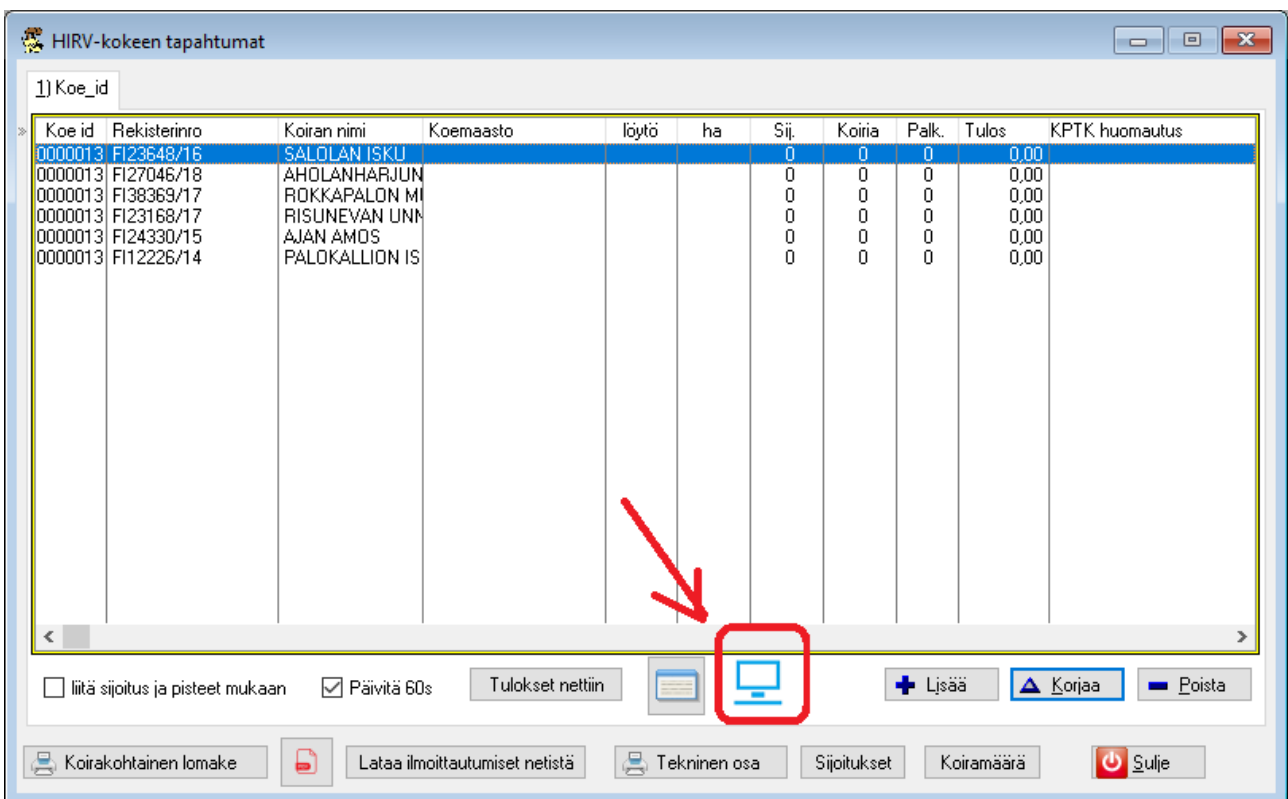 HIRV-kokeen tapahtumat
1) Koe_id
Koe id Rekisterinro Koiran nimi Koemaasto löytö ha Sij. Koiria Palk. Tulos KPTK huomautus
0000013 FI23648/16 SALOLAN ISKU 0 0 0 0,00
0000013 FI27046/18 AHOLANHARJUN 0 0 0 0,00
0000013 FI38369/17 ROKKAPALON MI 0 0 0 0,00
0000013 FI23168/17 RISUNEVAN UNN 0 0 0 0,00
0000013 FI24330/15 AJAN AMOS 0 0 0 0,00
0000013 FI12226/14 PALOKALLION IS 0 0 0 0,00
liitä sijoitus ja pisteet mukaan Päivitä 60s Tulokset nettiin Lisää Korjaa Poista
Koirakohtainen lomake Lataa ilmoittautumiset netistä Tekninen osa Sijoitukset Koiramäärä Sulje